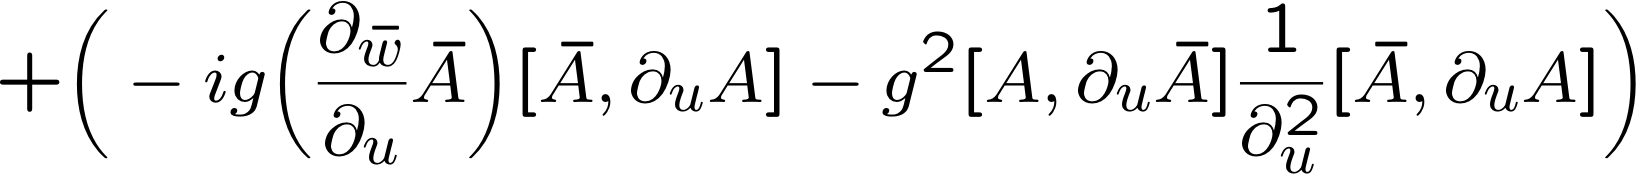 $+\Big( - ig \Big( \frac{\partial_{\bar{w}}}{\partial_u} \bar{A} \Big) [\bar{A}, \partial_u A] - g^2 [A, \partial_u \bar{A}] \frac{1}{\partial_u^2} [\bar{A}, \partial_u A] \Big)$